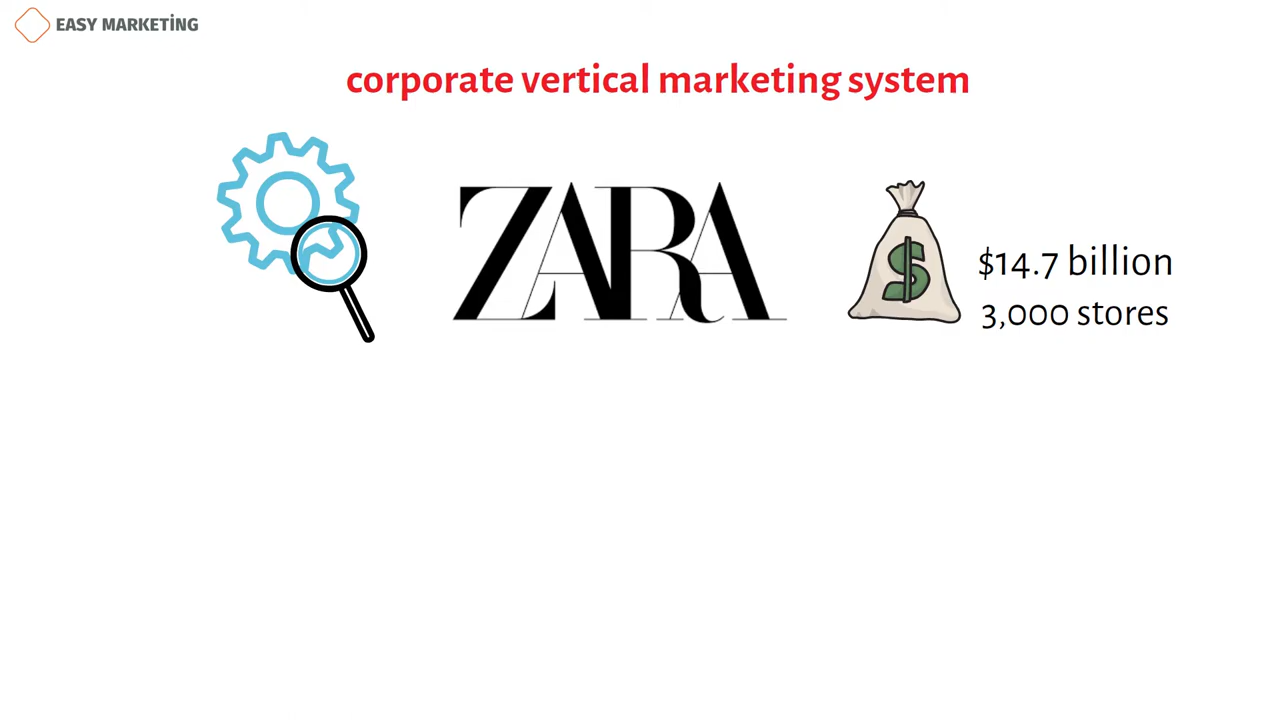 EASY MARKETİNG
corporate vertical marketing system
ZARA
$
$14.7 billion
3,000 stores